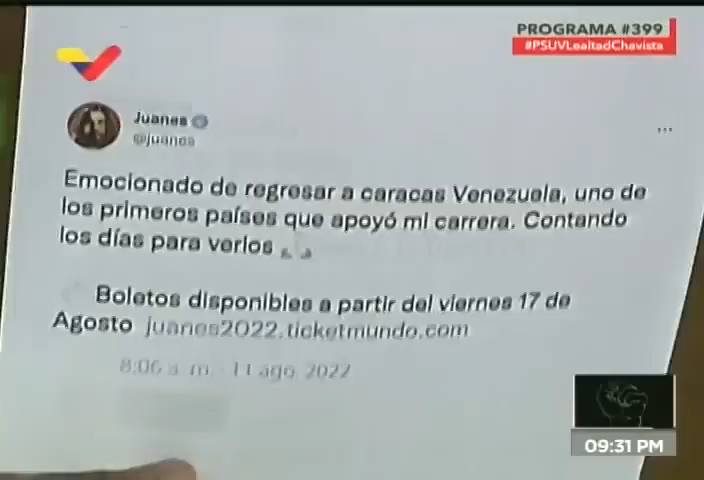 PROGRAMA #399
#PSUVLealtadChavista
Juanes
@juanes
Emocionado de regresar a caracas Venezuela, uno de
los primeros países que apoyó mi carrera. Contando
los días para verlos
Boletos disponibles a partir del viernes 17 de
Agosto juanes2022.ticketmundo.com
8:06 a. m. · 11 ago. 2022
09:31 PM